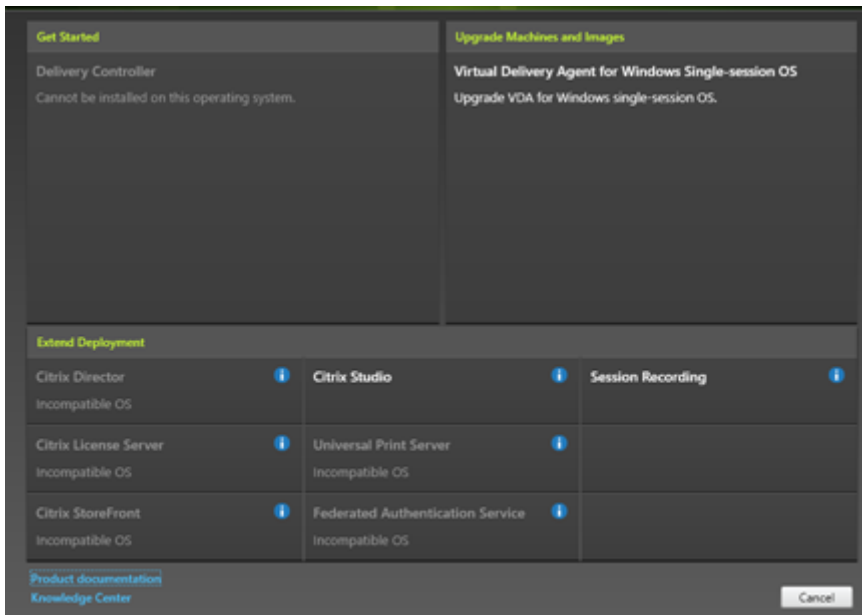 Get Started
Upgrade Machines and Images
Delivery Controller
Cannot be installed on this operating system.
Virtual Delivery Agent for Windows Single-session OS
Upgrade VDA for Windows single-session OS.
Extend Deployment
Citrix Director
Incompatible OS
Citrix Studio
Session Recording
Citrix License Server
Incompatible OS
Universal Print Server
Incompatible OS
Citrix StoreFront
Incompatible OS
Federated Authentication Service
Incompatible OS
Product documentation
Knowledge Center
Cancel